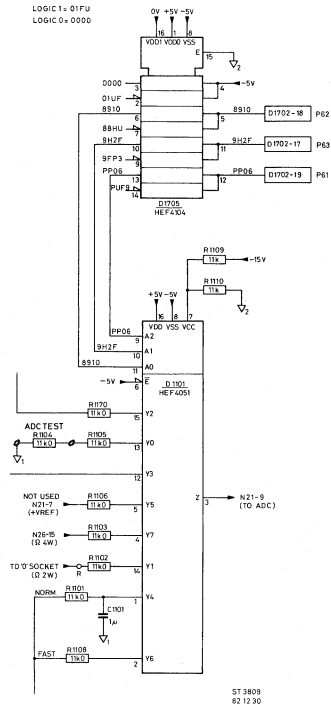 LOGIC 1 = 01FU
LOGIC 0 = 0000
0V +5V -5V
16 1 8
VDD1 VDD0 VSS
E 15
2
0000
3
4 -5V
01UF
2
8910
6
5 8910 D1702-18 P62
88HU
7
9H2F
10
11 9H2F D1702-17 P63
9FP3
9
PP06
13
12 PP06 D1702-19 P61
PUF9
14
D1705
HEF4104
R1109
11k -15V
R1110
11k
2
+5V -5V
16 8 7
VDD VSS VCC
PP06
9 A2
9H2F
10 A1
8910
11 A0
-5V
6 E
D1101
HEF4051
R1170
11k0
15 Y2
ADC TEST
R1104 R1105
11k0 11k0
13 Y0
1
12 Y3
NOT USED
N21-7
(+VREF)
R1106
11k0
5 Y5
Z 3 N21-9
(TO ADC)
N26-15
(Ω 4W)
R1103
11k0
4 Y7
TO'0'SOCKET
(Ω 2W)
R
R1102
11k0
14 Y1
NORM.
R1101
11k0
1 Y4
C1101
1µ
1
FAST
R1108
11k0
2 Y6
ST 3809
82 12 30